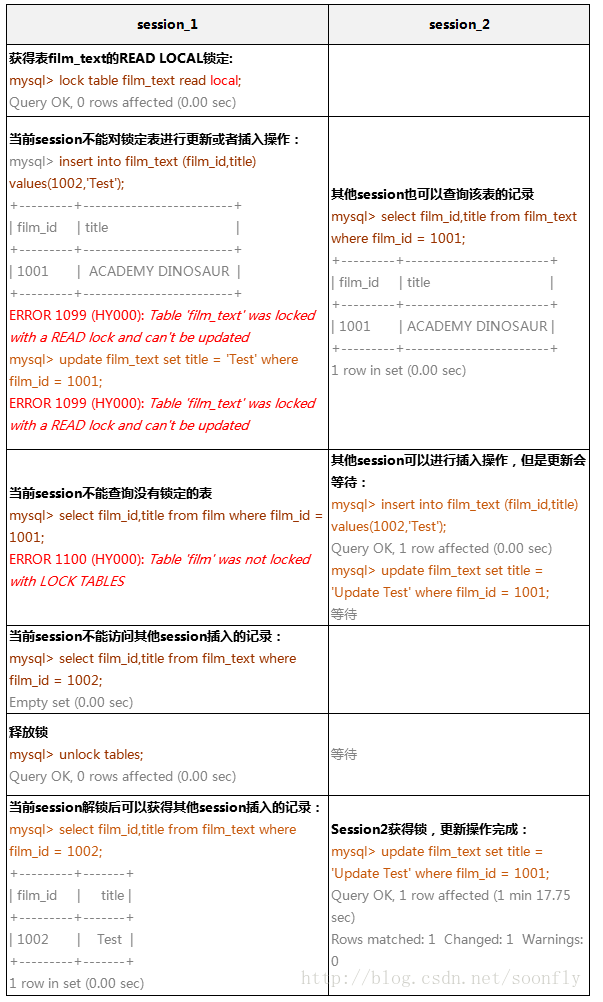 session_1
session_2
获得表film_text的READ LOCAL锁定:
mysql> lock table film_text read local;
Query OK, 0 rows affected (0.00 sec)
当前session不能对锁定表进行更新或者插入操作：
mysql> insert into film_text (film_id,title)
values(1002,'Test');
+---------+------------------------+
| film_id | title |
+---------+------------------------+
| 1001 | ACADEMY DINOSAUR |
+---------+------------------------+
ERROR 1099 (HY000): Table 'film_text' was locked
with a READ lock and can't be updated
mysql> update film_text set title = 'Test' where
film_id = 1001;
ERROR 1099 (HY000): Table 'film_text' was locked
with a READ lock and can't be updated
其他session也可以查询该表的记录
mysql> select film_id,title from film_text
where film_id = 1001;
+---------+-----------------------+
| film_id | title |
+---------+-----------------------+
| 1001 | ACADEMY DINOSAUR |
+---------+-----------------------+
1 row in set (0.00 sec)
当前session不能查询没有锁定的表
mysql> select film_id,title from film where film_id =
1001;
ERROR 1100 (HY000): Table 'film' was not locked
with LOCK TABLES
其他session可以进行插入操作，但是更新会
等待：
mysql> insert into film_text (film_id,title)
values(1002,'Test');
Query OK, 1 row affected (0.00 sec)
mysql> update film_text set title =
'Update Test' where film_id = 1001;
等待
当前session不能访问其他session插入的记录：
mysql> select film_id,title from film_text where
film_id = 1002;
Empty set (0.00 sec)
释放锁
mysql> unlock tables;
Query OK, 0 rows affected (0.00 sec)
等待
当前session解锁后可以获得其他session插入的记录：
mysql> select film_id,title from film_text where
film_id = 1002;
+---------+-------+
| film_id | title |
+---------+-------+
| 1002 | Test |
+---------+-------+
1 row in set (0.00 sec)
Session2获得锁，更新操作完成：
mysql> update film_text set title =
'Update Test' where film_id = 1001;
Query OK, 1 row affected (1 min 17.75
sec)
Rows matched: 1 Changed: 1 Warnings:
0
http://blog.csdn.net/soonfly